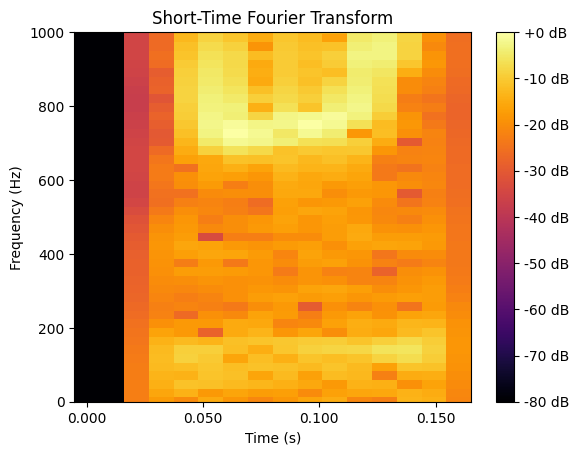 Short-Time Fourier Transform
Frequency (Hz)
1000
800
600
400
200
0
0.000
0.050
0.100
0.150
Time (s)
+0 dB
-10 dB
-20 dB
-30 dB
-40 dB
-50 dB
-60 dB
-70 dB
-80 dB